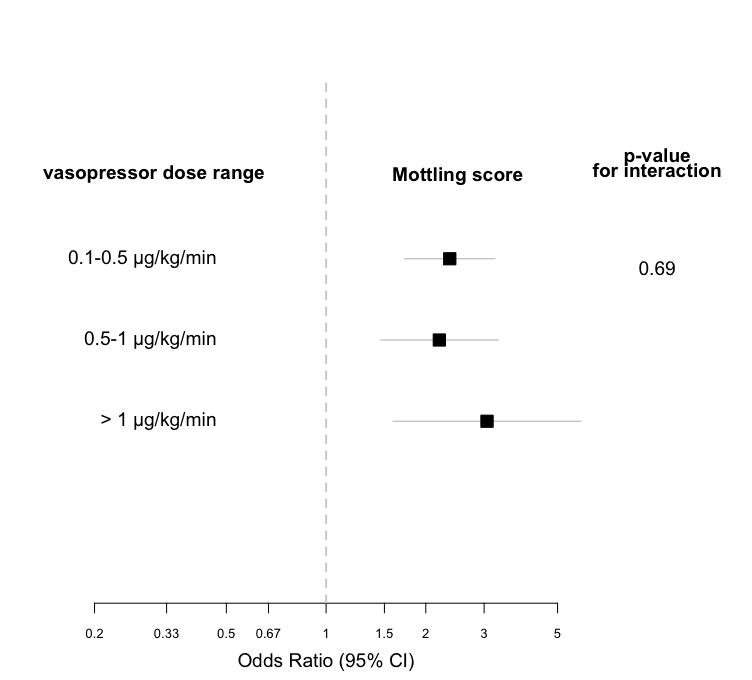 p-value
vasopressor dose range Mottling score for interaction
0.1-0.5 µg/kg/min
0.69
0.5-1 µg/kg/min
> 1 µg/kg/min
0.2 0.33 0.5 0.67 1 1.5 2 3 5
Odds Ratio (95% CI)